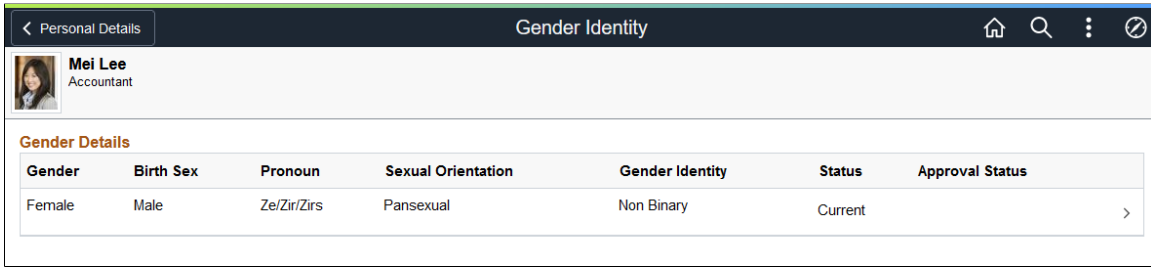 Personal Details
Gender Identity
Mei Lee
Accountant
Gender Details
Gender Birth Sex Pronoun Sexual Orientation Gender Identity Status Approval Status
Female Male Ze/Zir/Zirs Pansexual Non Binary Current